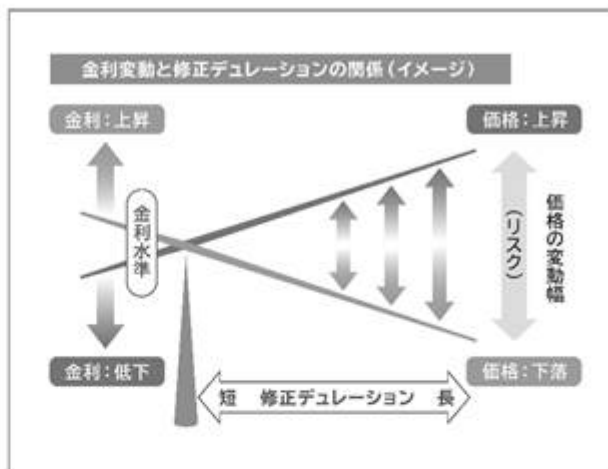 金利変動と修正デュレーションの関係(イメージ)
金利:上昇
価格:上昇
金利水準
価格の変動幅
(リスク)
金利:低下
価格:下落
短 修正デュレーション 長